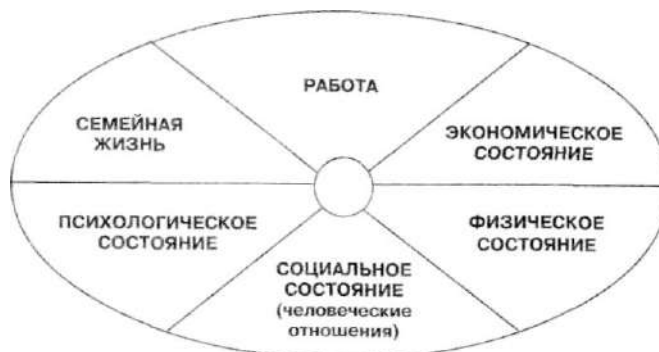 РАБОТА
СЕМЕЙНАЯ
ЖИЗНЬ
ЭКОНОМИЧЕСКОЕ
СОСТОЯНИЕ
ПСИХОЛОГИЧЕСКОЕ
СОСТОЯНИЕ
ФИЗИЧЕСКОЕ
СОСТОЯНИЕ
СОЦИАЛЬНОЕ
СОСТОЯНИЕ
(человеческие
отношения)